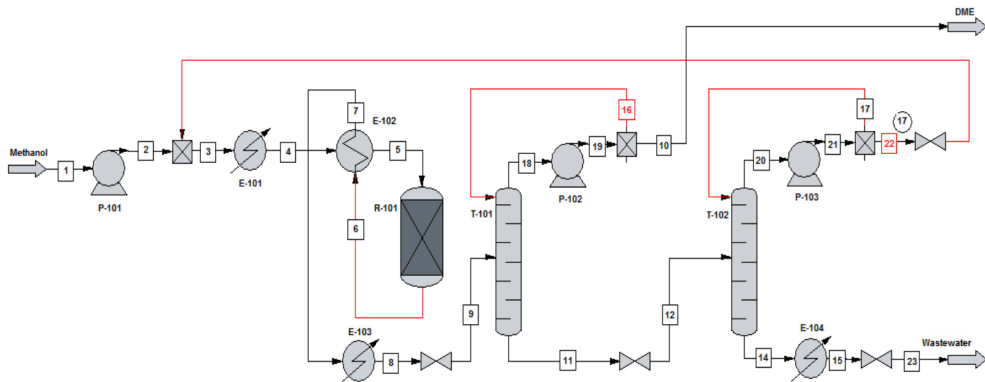 DME
Methanol
1
P-101
2
3
E-101
4
7
E-102
5
6
R-101
E-103
8
9
T-101
16
18
19
P-102
10
11
12
T-102
17
20
21
P-103
22
17
14
E-104
15
23
Wastewater